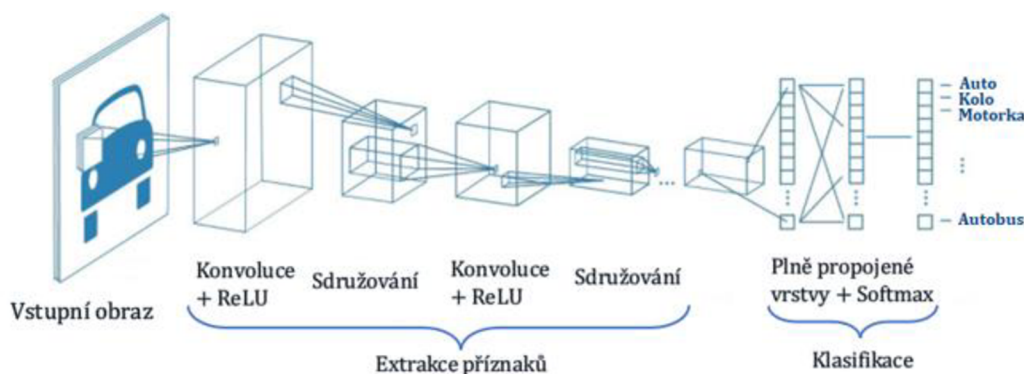 Auto
Kolo
Motorka
Autobus
Vstupní obraz
Konvoluce
+ ReLU
Sdružování
Konvoluce
+ ReLU
Sdružování
Plně propojené
vrstvy + Softmax
Extrakce příznaků
Klasifikace